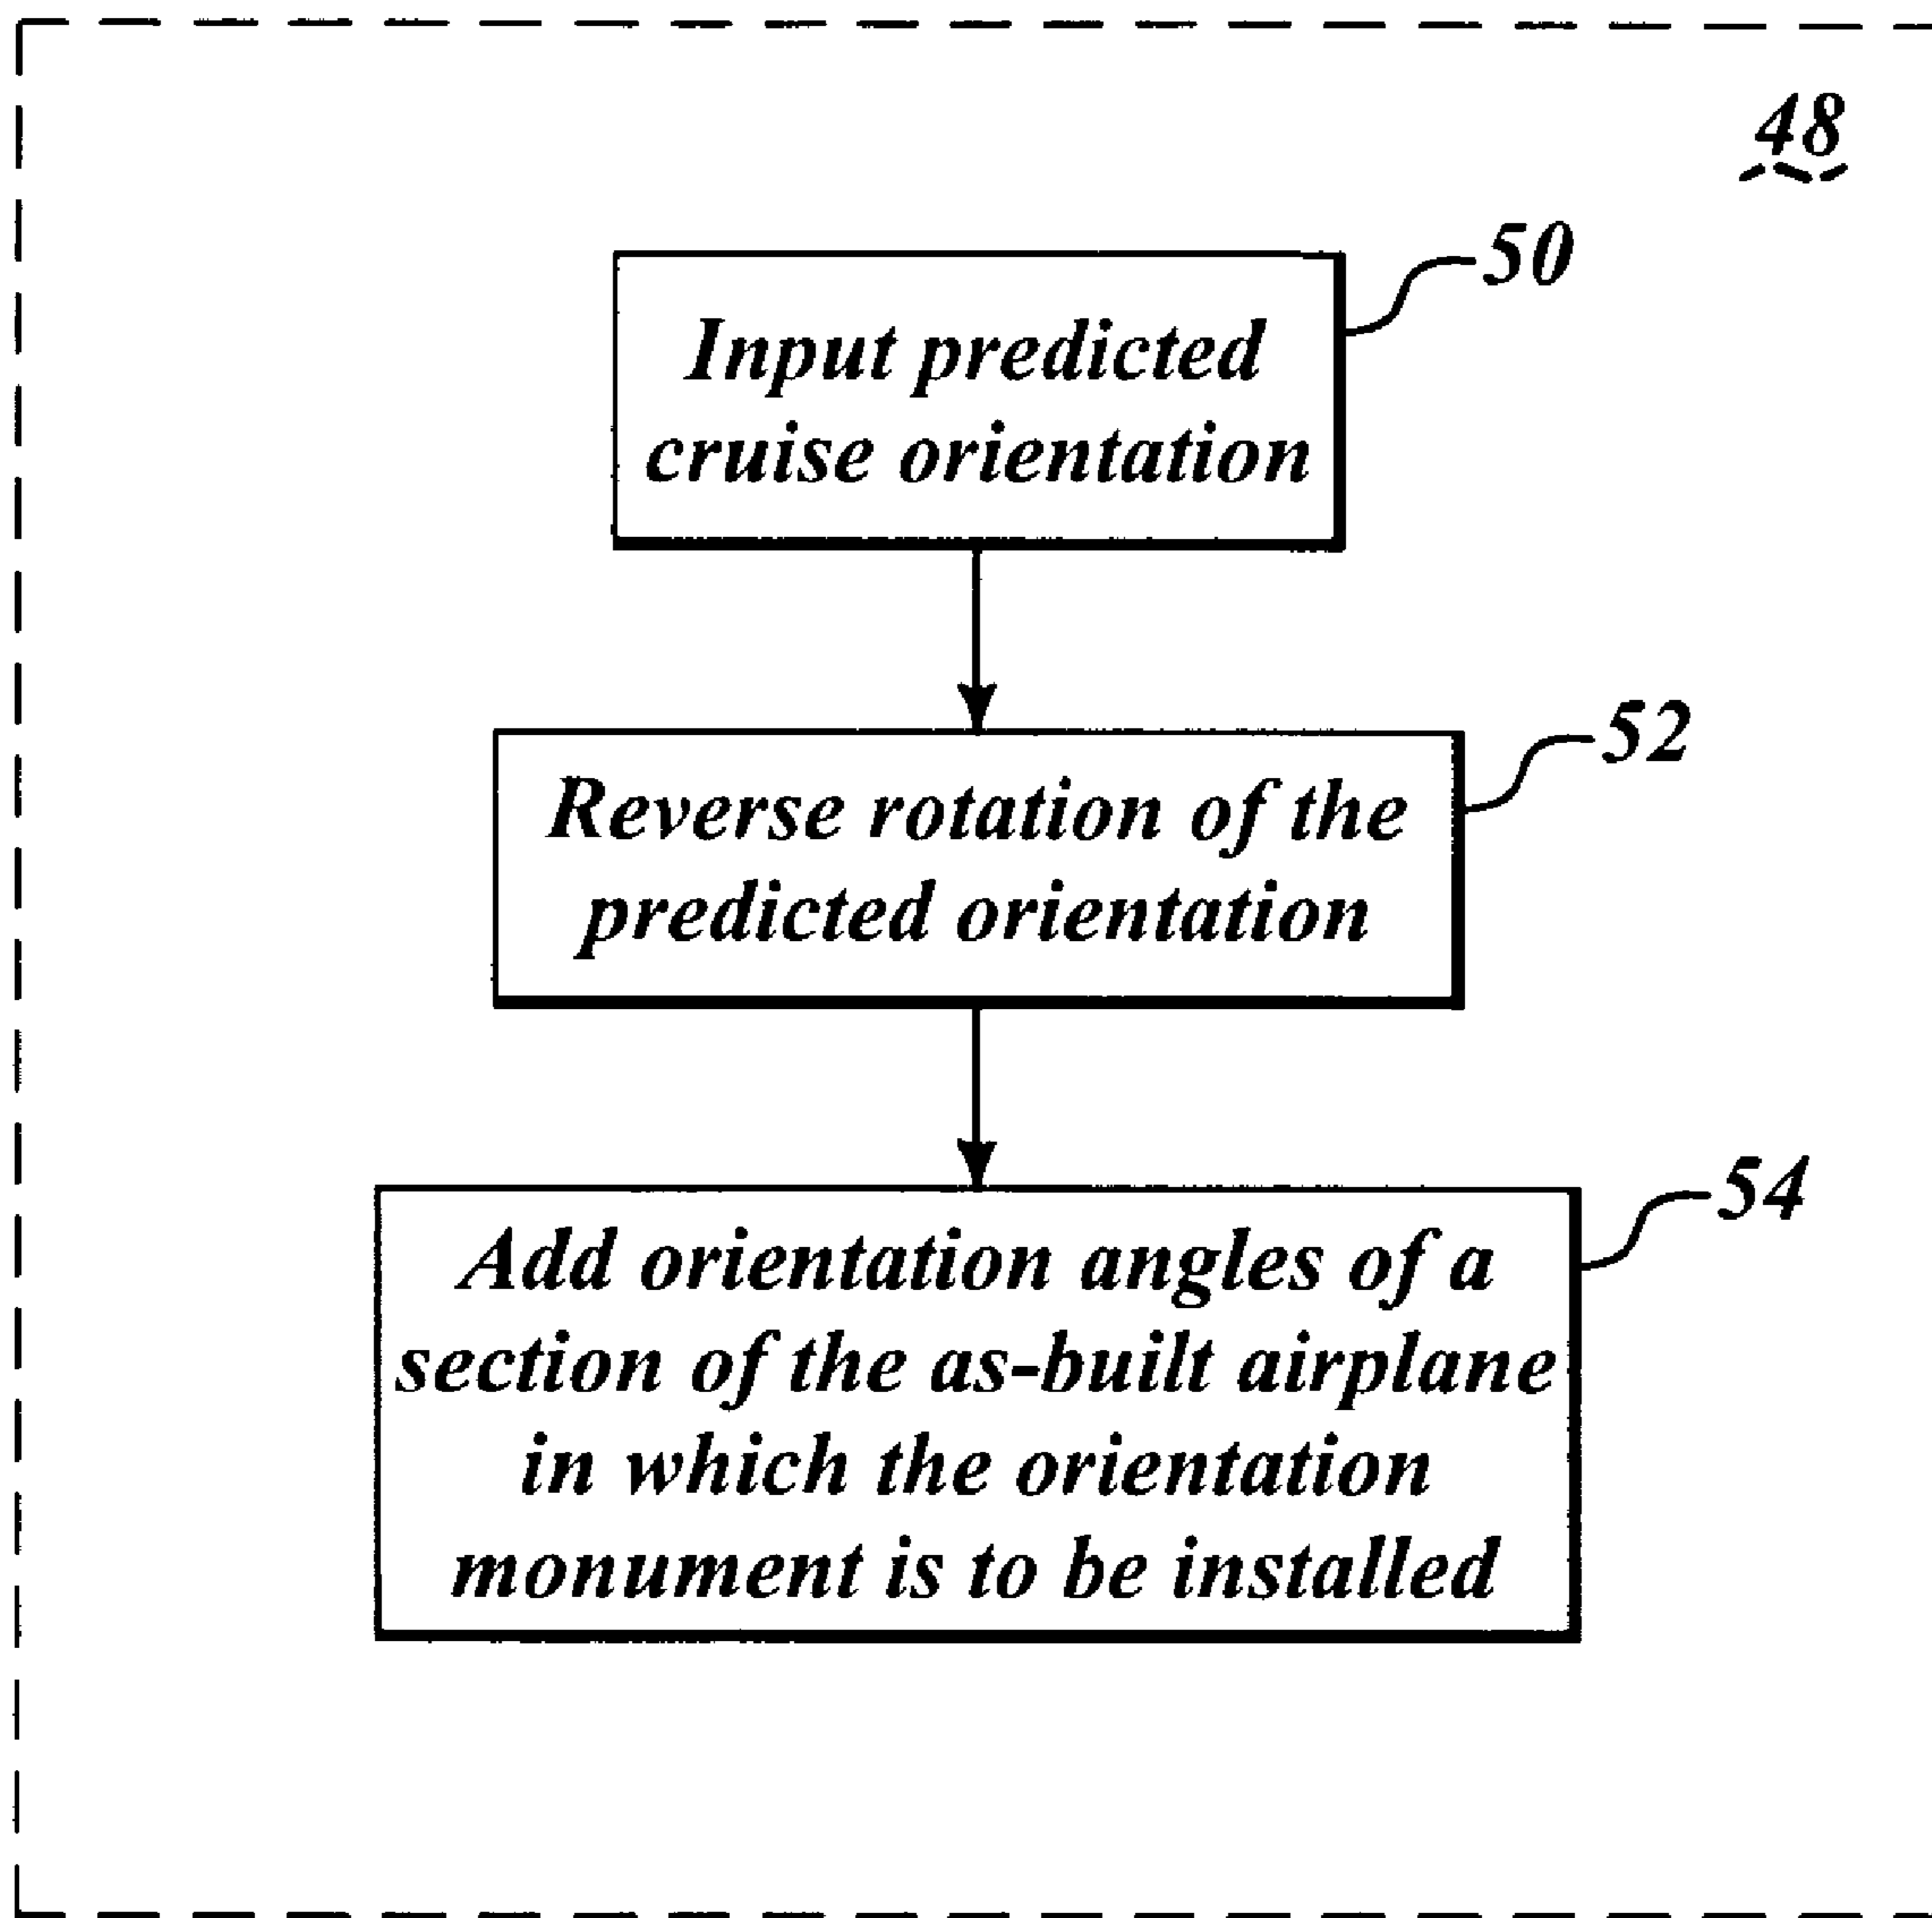 48
50
Input predicted
cruise orientation
52
Reverse rotation of the
predicted orientation
54
Add orientation angles of a
section of the as-built airplane
in which the orientation
monument is to be installed